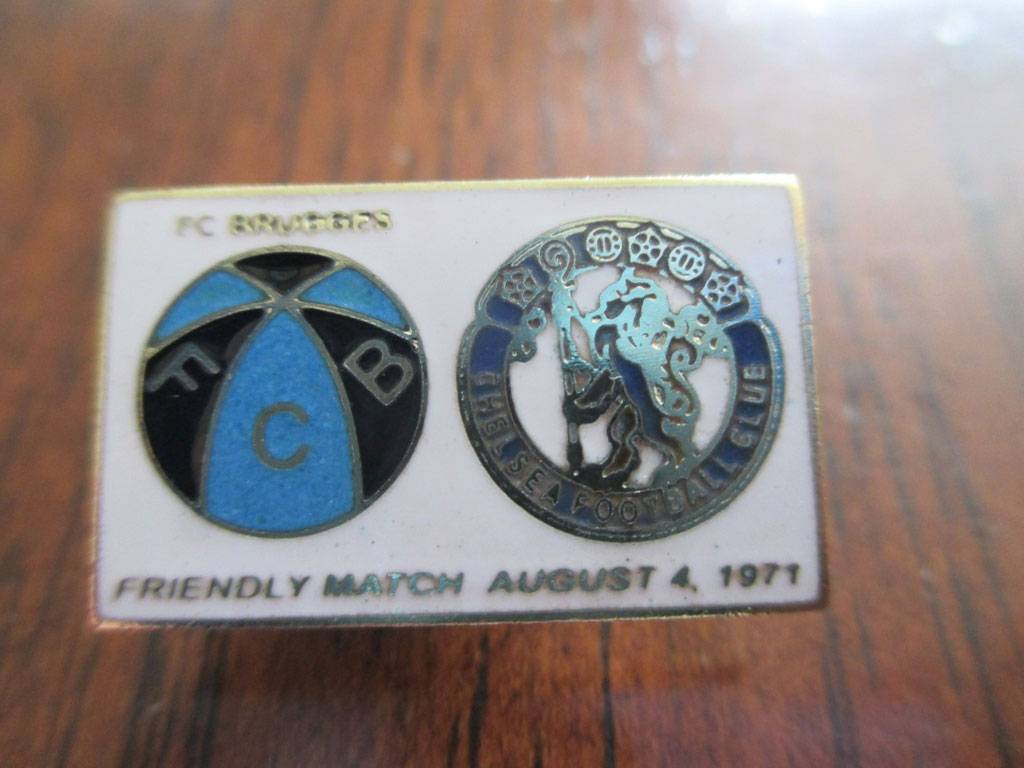 FC BRUGGES
F C B
CHELSEA FOOTBALL CLUB
FRIENDLY MATCH AUGUST 4, 1971